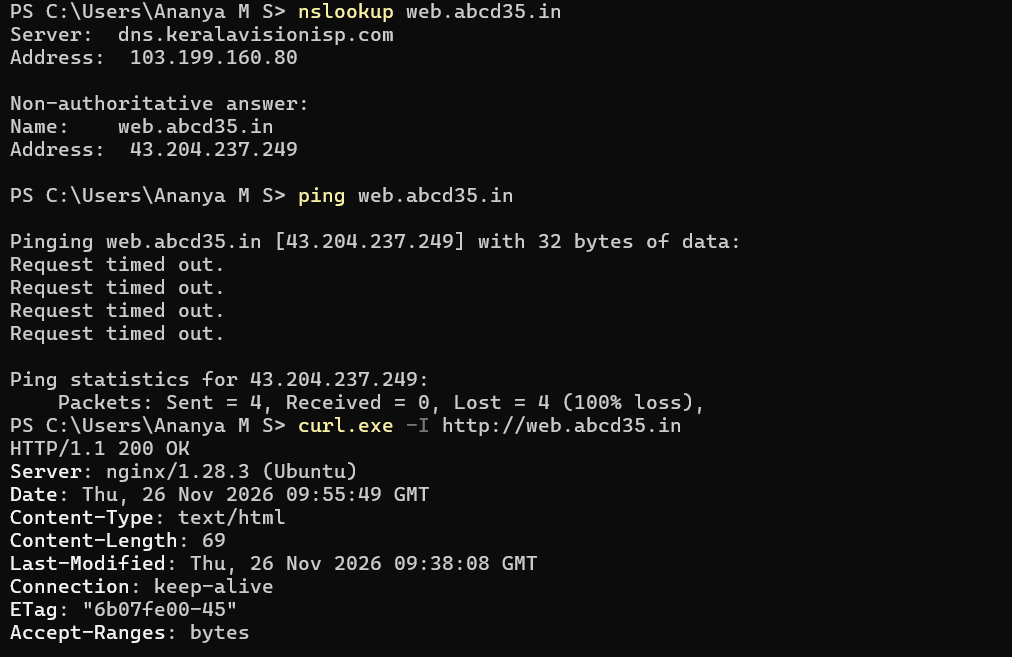 PS C:\Users\Ananya M S> nslookup web.abcd35.in
Server:  dns.keralavisionisp.com
Address:  103.199.160.80

Non-authoritative answer:
Name:    web.abcd35.in
Address:  43.204.237.249

PS C:\Users\Ananya M S> ping web.abcd35.in

Pinging web.abcd35.in [43.204.237.249] with 32 bytes of data:
Request timed out.
Request timed out.
Request timed out.
Request timed out.

Ping statistics for 43.204.237.249:
    Packets: Sent = 4, Received = 0, Lost = 4 (100% loss),
PS C:\Users\Ananya M S> curl.exe -I http://web.abcd35.in
HTTP/1.1 200 OK
Server: nginx/1.28.3 (Ubuntu)
Date: Thu, 26 Nov 2026 09:55:49 GMT
Content-Type: text/html
Content-Length: 69
Last-Modified: Thu, 26 Nov 2026 09:38:08 GMT
Connection: keep-alive
ETag: "6b07fe00-45"
Accept-Ranges: bytes